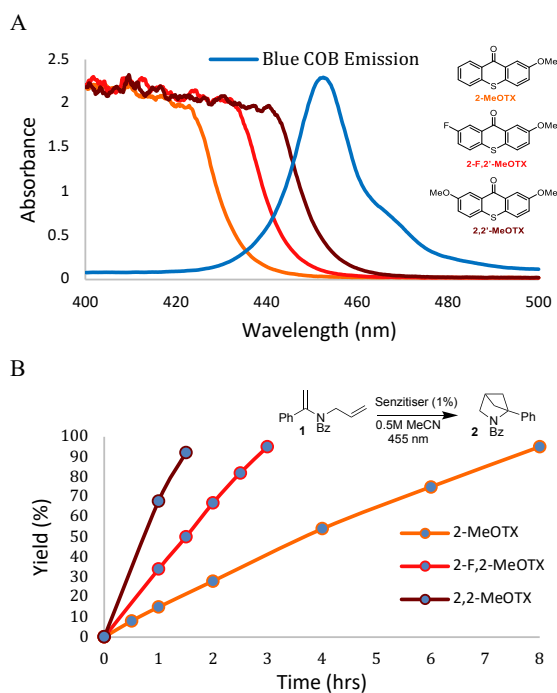 A
Blue COB Emission
Absorbance
2.5
2
1.5
1
0.5
0
400
420
440
460
480
500
Wavelength (nm)
O
OMe
S
2-MeOTX
O
F
OMe
S
2-F,2'-MeOTX
O
MeO
OMe
S
2,2'-MeOTX
B
Ph
N
Bz
1
Senzitiser (1%)
0.5M MeCN
455 nm
N
Bz
Ph
2
Yield (%)
100
90
80
70
60
50
40
30
20
10
0
2-MeOTX
2-F,2-MeOTX
2,2-MeOTX
0
1
2
3
4
5
6
7
8
Time (hrs)